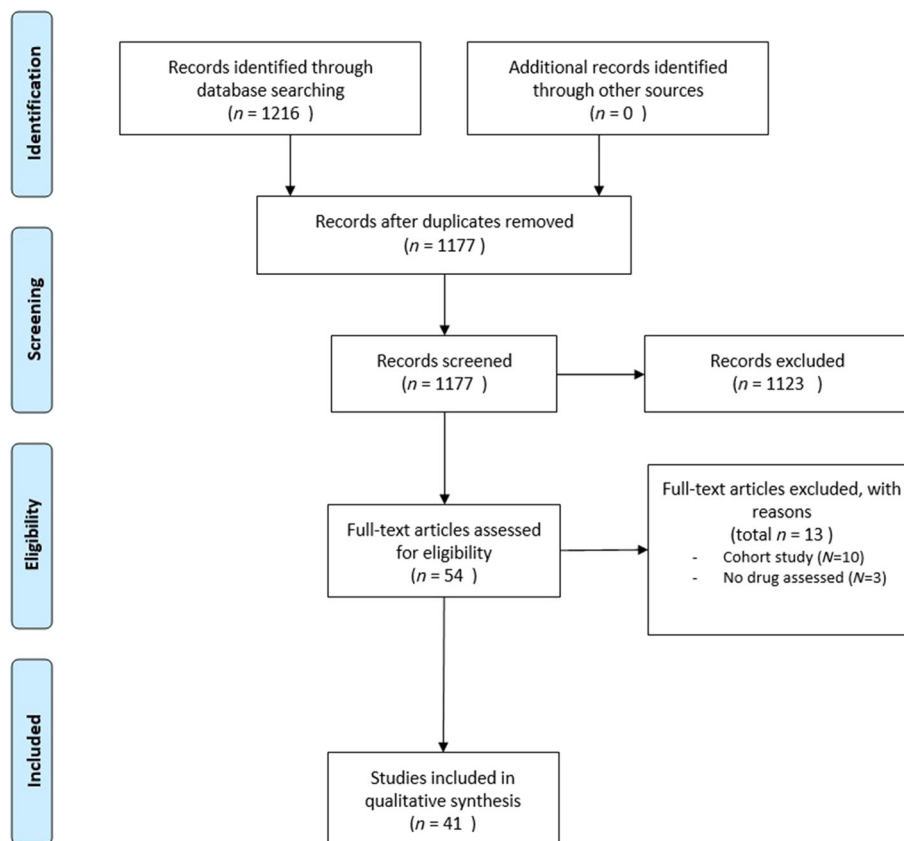 Identification
Records identified through
database searching
(n = 1216 )
Additional records identified
through other sources
(n = 0 )
Records after duplicates removed
(n = 1177 )
Screening
Records screened
(n = 1177 )
Records excluded
(n = 1123 )
Eligibility
Full-text articles assessed
for eligibility
(n = 54 )
Full-text articles excluded, with
reasons
(total n = 13 )
- Cohort study (N=10)
- No drug assessed (N=3)
Included
Studies included in
qualitative synthesis
(n = 41 )